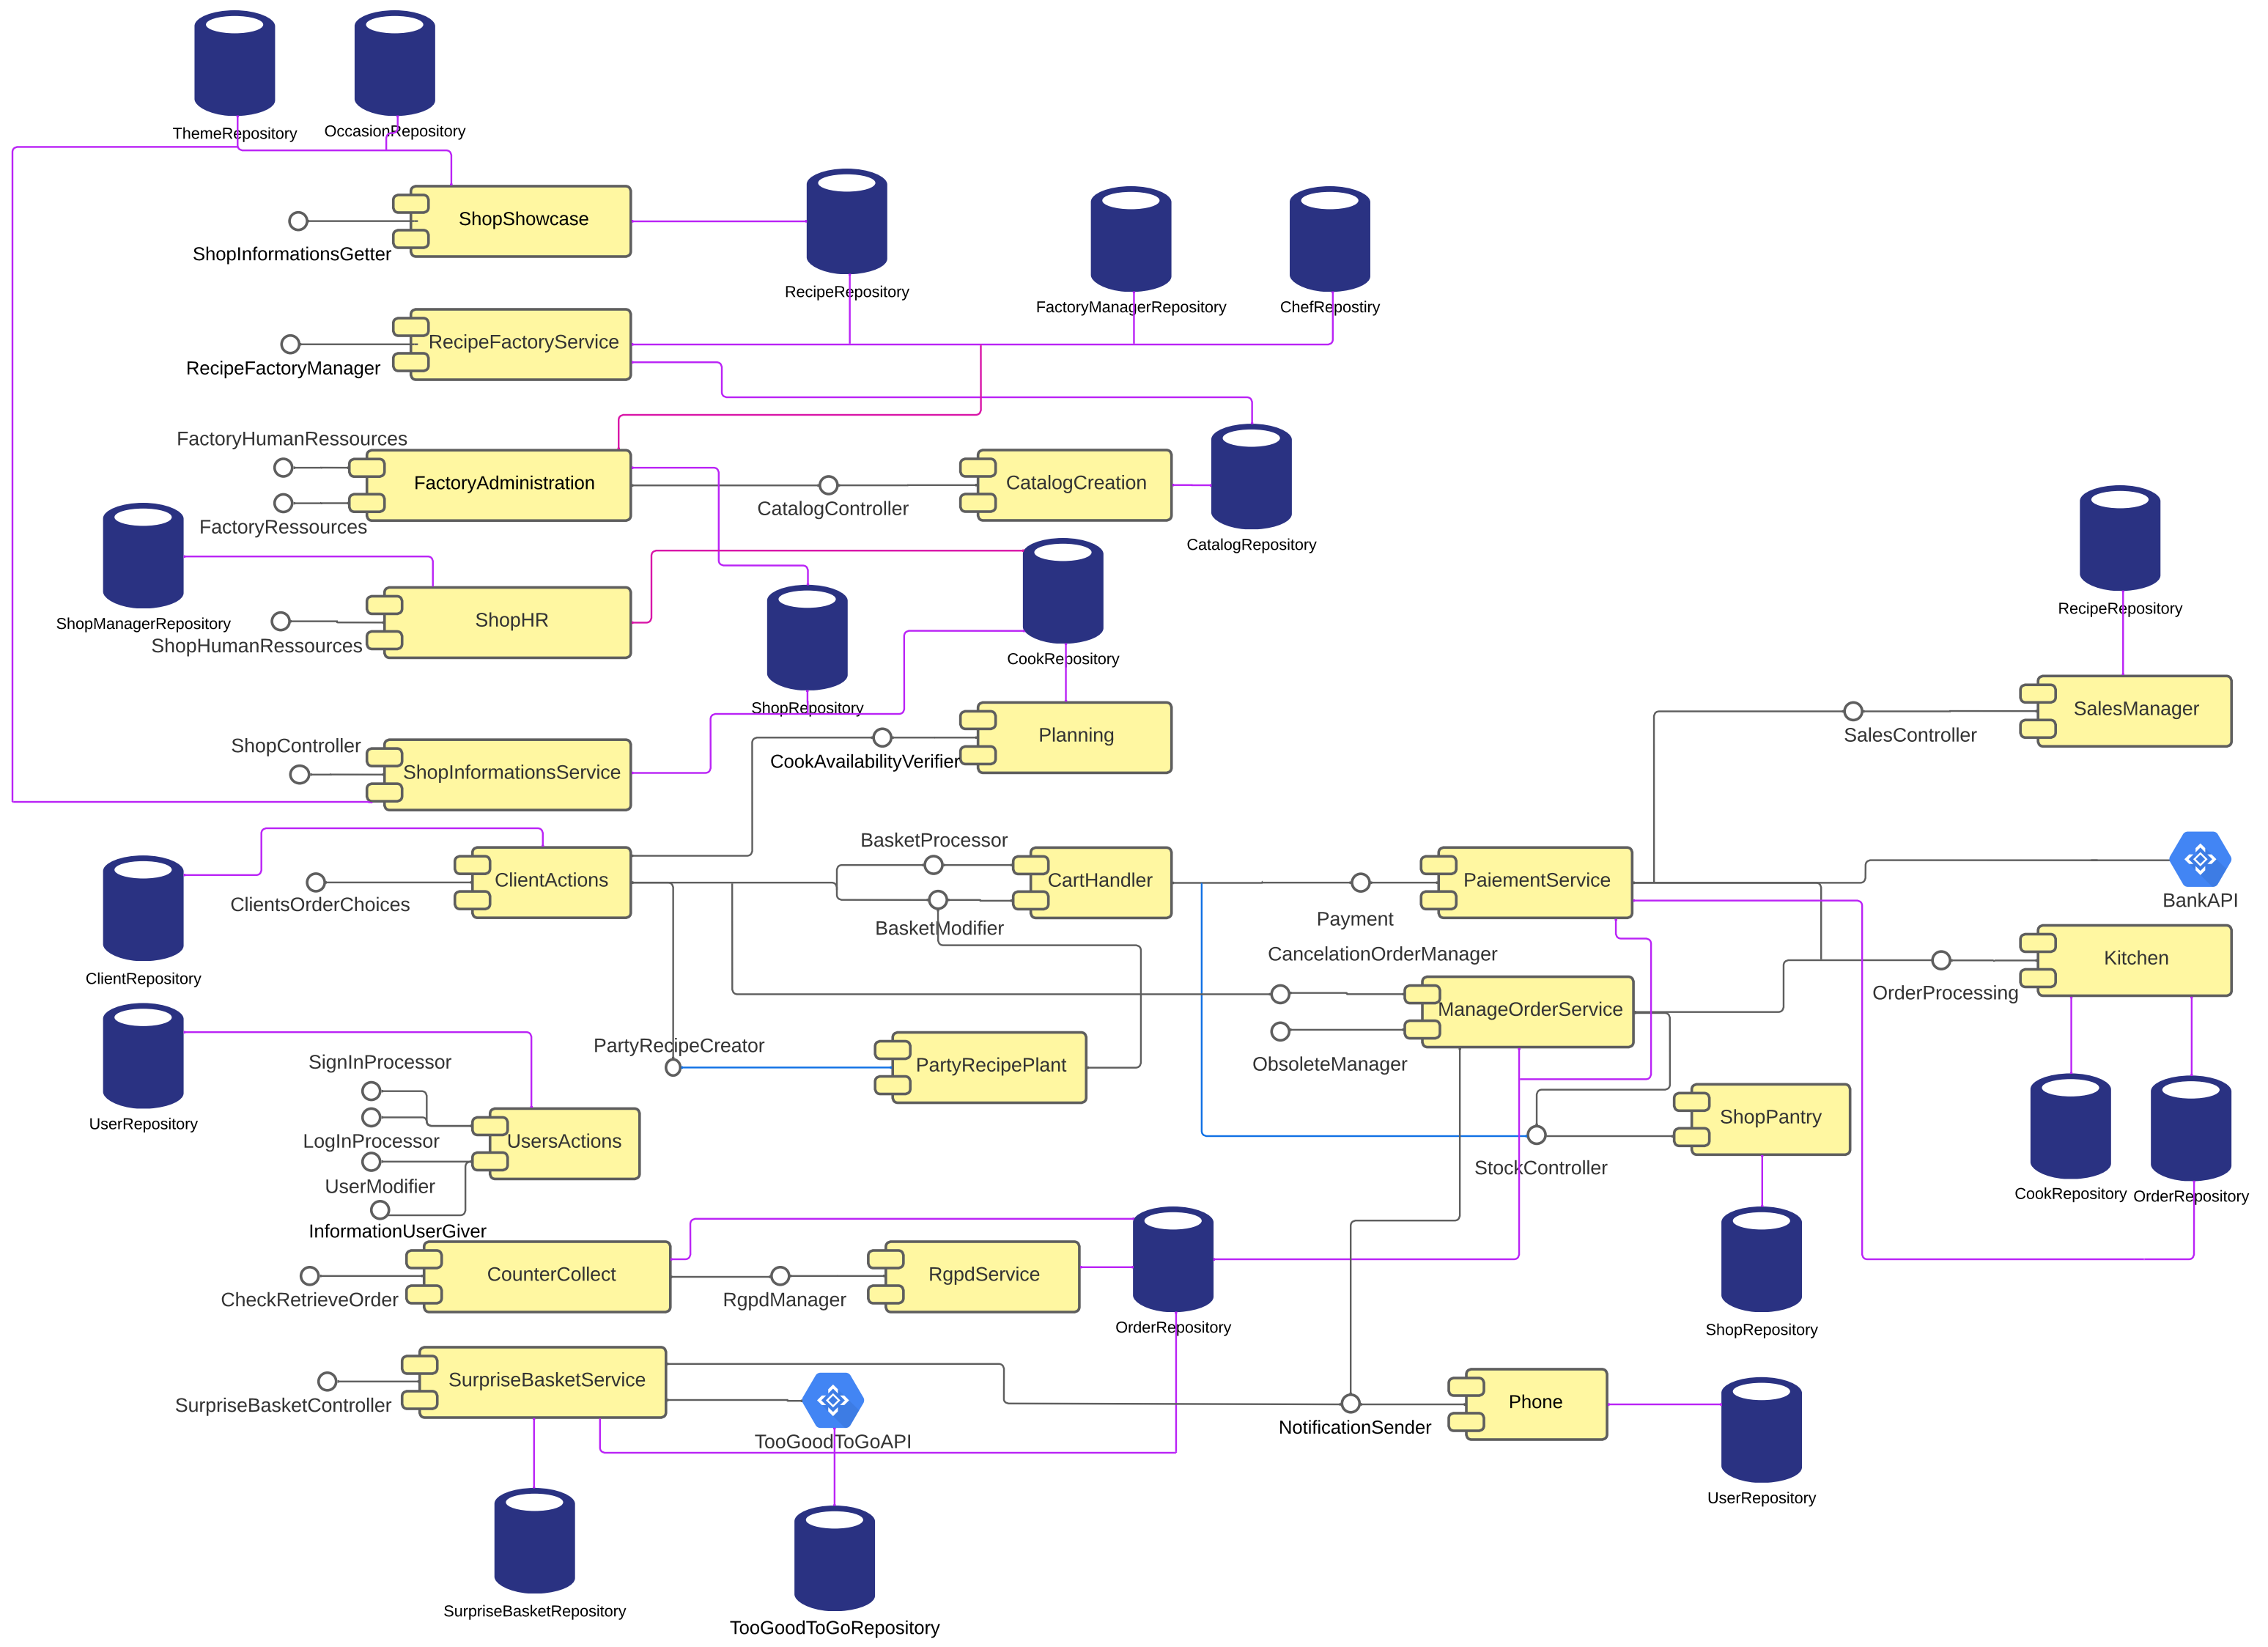 ThemeRepository
OccasionRepository
ShopShowcase
ShopInformationsGetter
RecipeRepository
FactoryManagerRepository
ChefRepostiry
RecipeFactoryService
RecipeFactoryManager
FactoryHumanRessources
FactoryAdministration
CatalogController
CatalogCreation
FactoryRessources
CatalogRepository
ShopManagerRepository
ShopHR
ShopHumanRessources
RecipeRepository
CookRepository
ShopRepository
SalesManager
SalesController
Planning
ShopController
CookAvailabilityVerifier
ShopInformationsService
BasketProcessor
ClientActions
CartHandler
PaiementService
BankAPI
ClientsOrderChoices
BasketModifier
Payment
CancelationOrderManager
Kitchen
ClientRepository
OrderProcessing
ManageOrderService
PartyRecipeCreator
PartyRecipePlant
ObsoleteManager
SignInProcessor
UserRepository
LogInProcessor
UsersActions
ShopPantry
StockController
UserModifier
CookRepository
OrderRepository
InformationUserGiver
CounterCollect
RgpdService
CheckRetrieveOrder
RgpdManager
OrderRepository
ShopRepository
SurpriseBasketService
SurpriseBasketController
Phone
NotificationSender
TooGoodToGoAPI
UserRepository
SurpriseBasketRepository
TooGoodToGoRepository